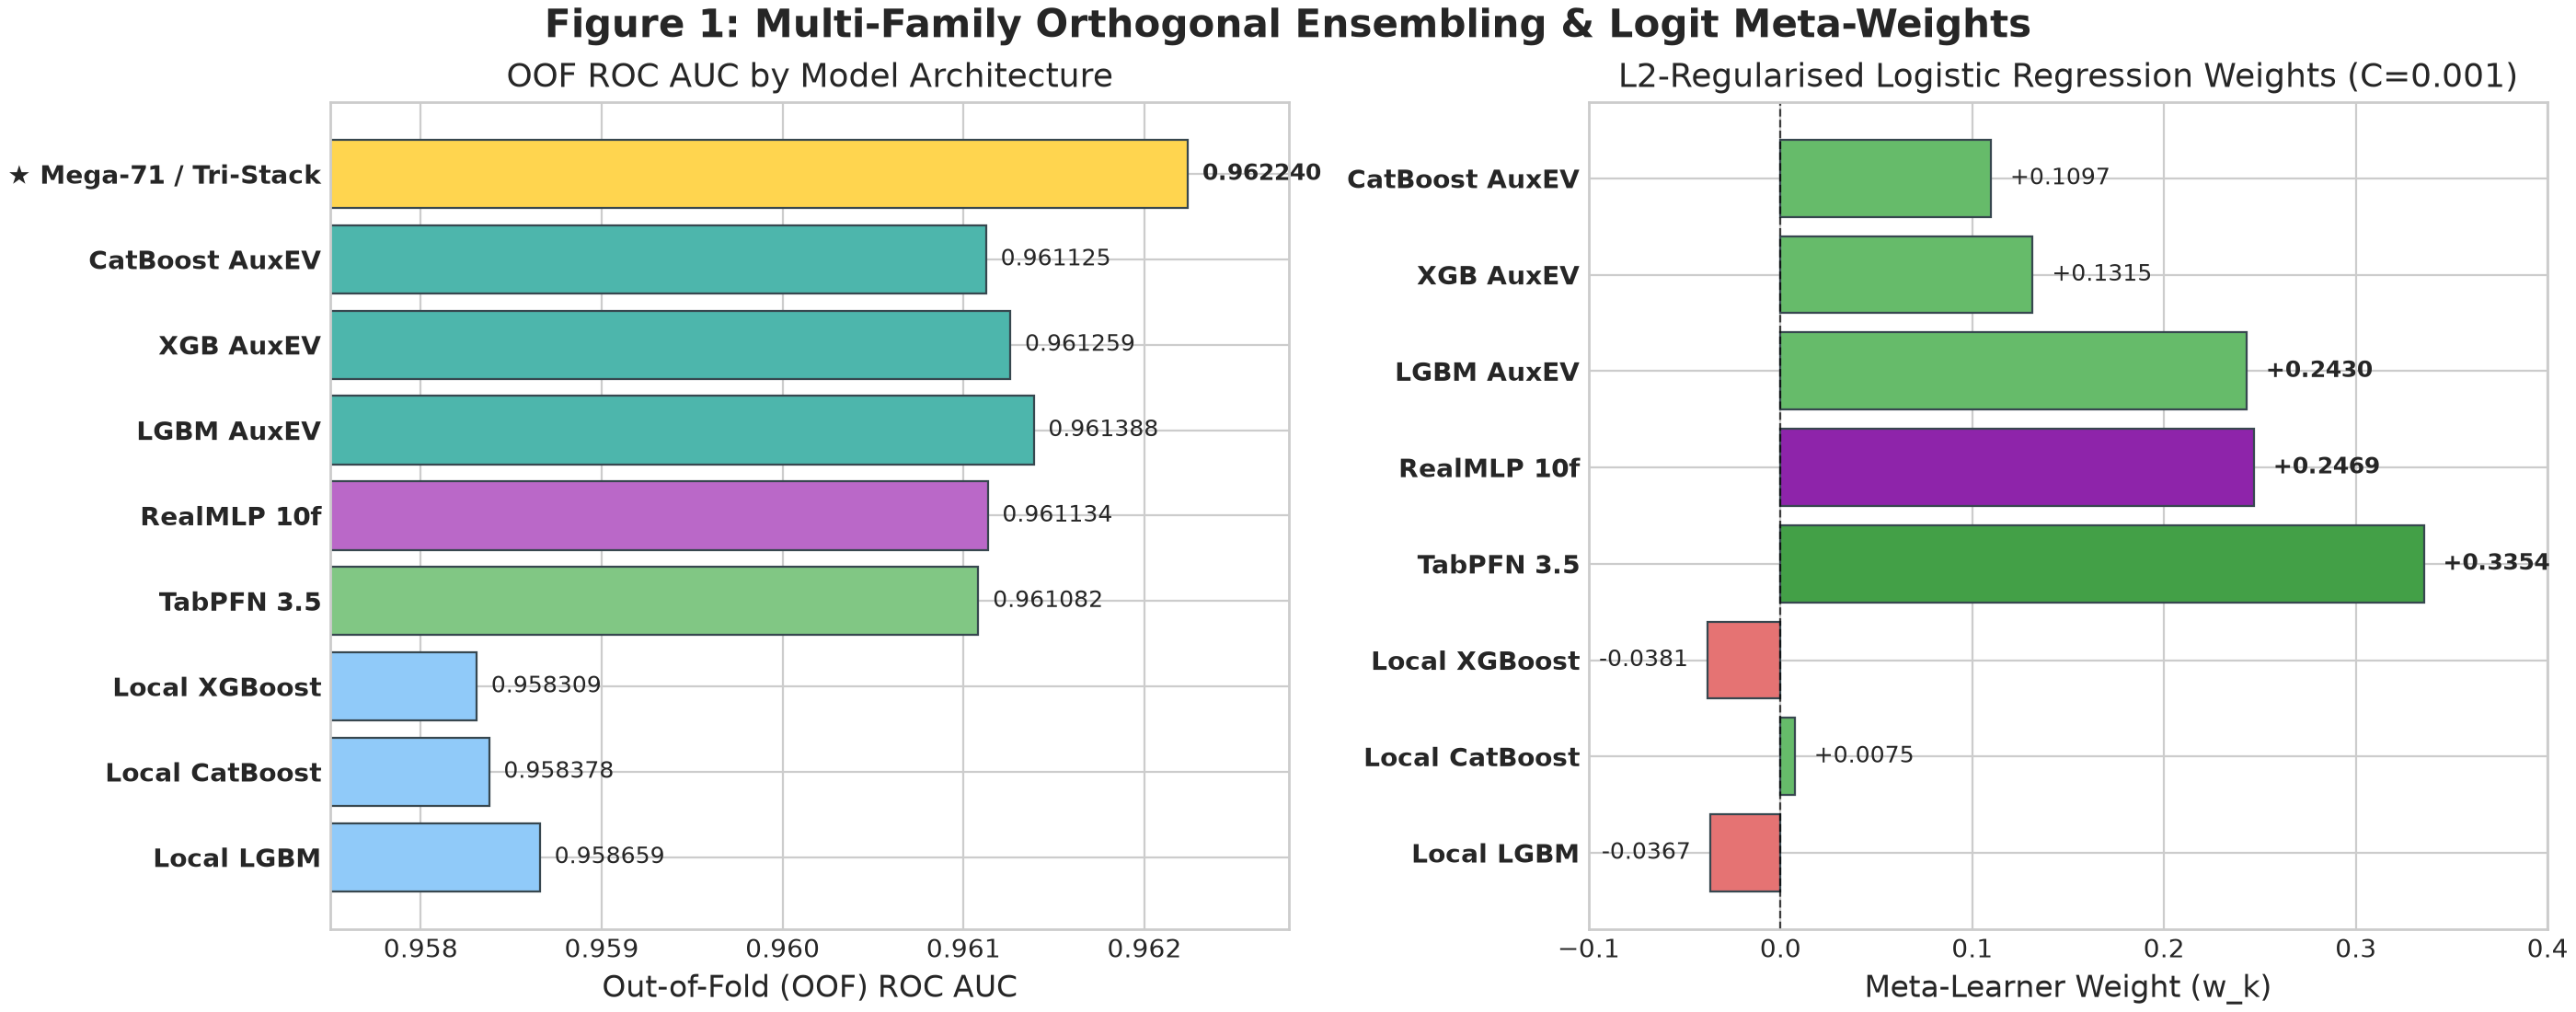 Figure 1: Multi-Family Orthogonal Ensembling & Logit Meta-Weights
OOF ROC AUC by Model Architecture
★ Mega-71 / Tri-Stack
0.962240
CatBoost AuxEV
0.961125
XGB AuxEV
0.961259
LGBM AuxEV
0.961388
RealMLP 10f
0.961134
TabPFN 3.5
0.961082
Local XGBoost
0.958309
Local CatBoost
0.958378
Local LGBM
0.958659
0.958 0.959 0.960 0.961 0.962
Out-of-Fold (OOF) ROC AUC
L2-Regularised Logistic Regression Weights (C=0.001)
CatBoost AuxEV
+0.1097
XGB AuxEV
+0.1315
LGBM AuxEV
+0.2430
RealMLP 10f
+0.2469
TabPFN 3.5
+0.3354
Local XGBoost
-0.0381
Local CatBoost
+0.0075
Local LGBM
-0.0367
−0.1 0.0 0.1 0.2 0.3 0.4
Meta-Learner Weight (w_k)